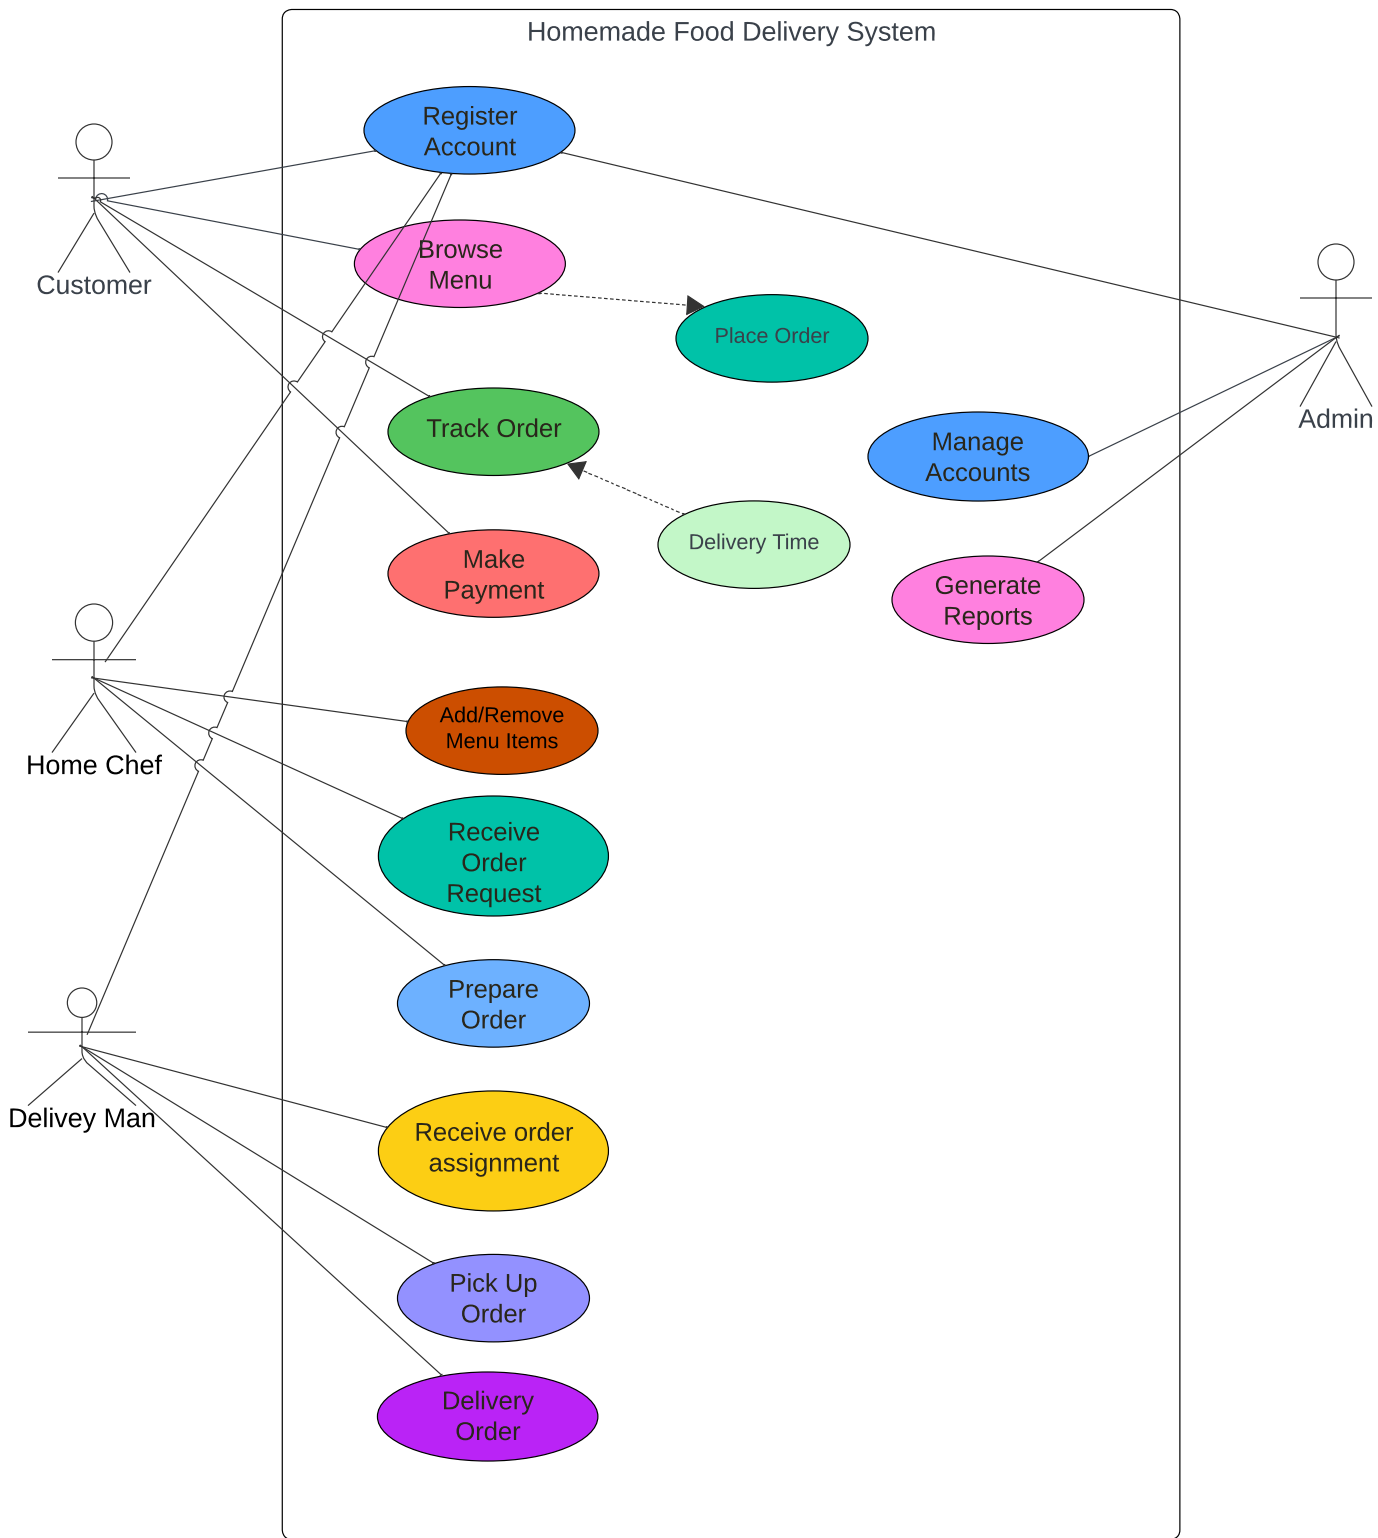 Homemade Food Delivery System
Register
Account
Customer
Browse
Menu
Place Order
Admin
Track Order
Manage
Accounts
Delivery Time
Make
Payment
Generate
Reports
Home Chef
Add/Remove
Menu Items
Receive
Order
Request
Prepare
Order
Delivey Man
Receive order
assignment
Pick Up
Order
Delivery
Order